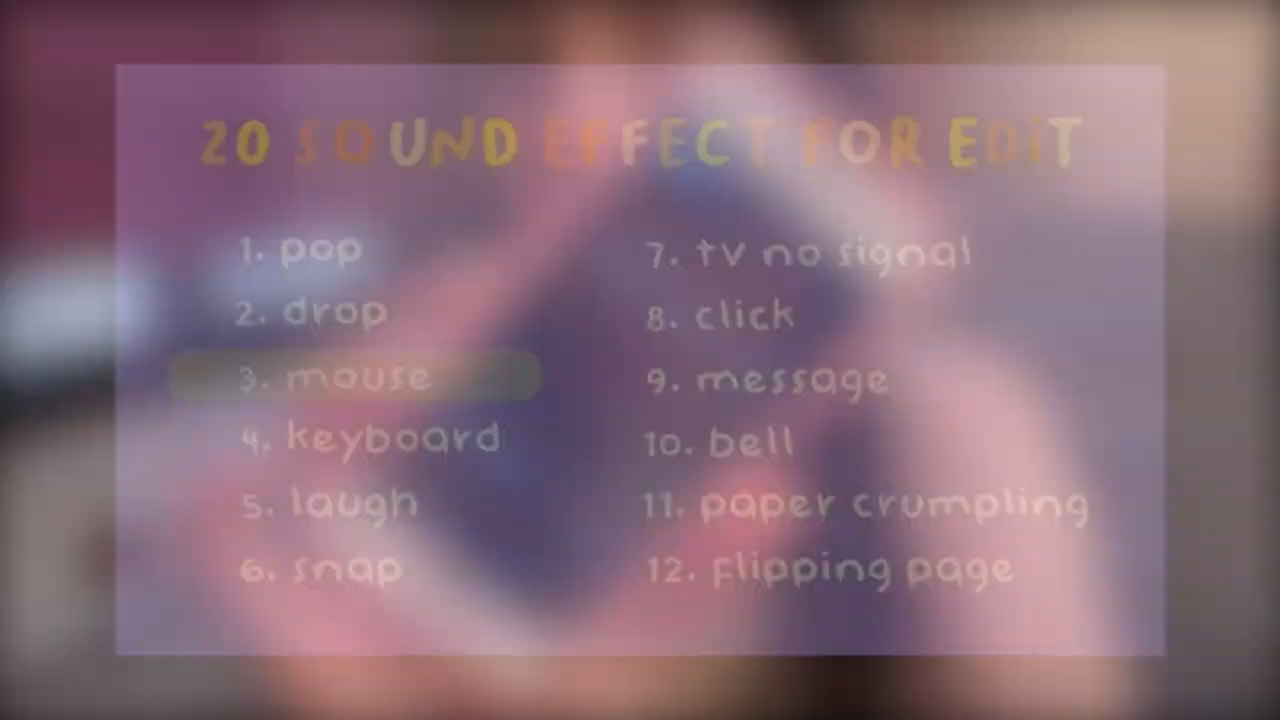 20 SOUND EFFECT FOR EDIT
1. pop
2. drop
3. mouse
4. keyboard
5. laugh
6. snap
7. tv no signal
8. click
9. message
10. bell
11. paper crumpling
12. flipping page